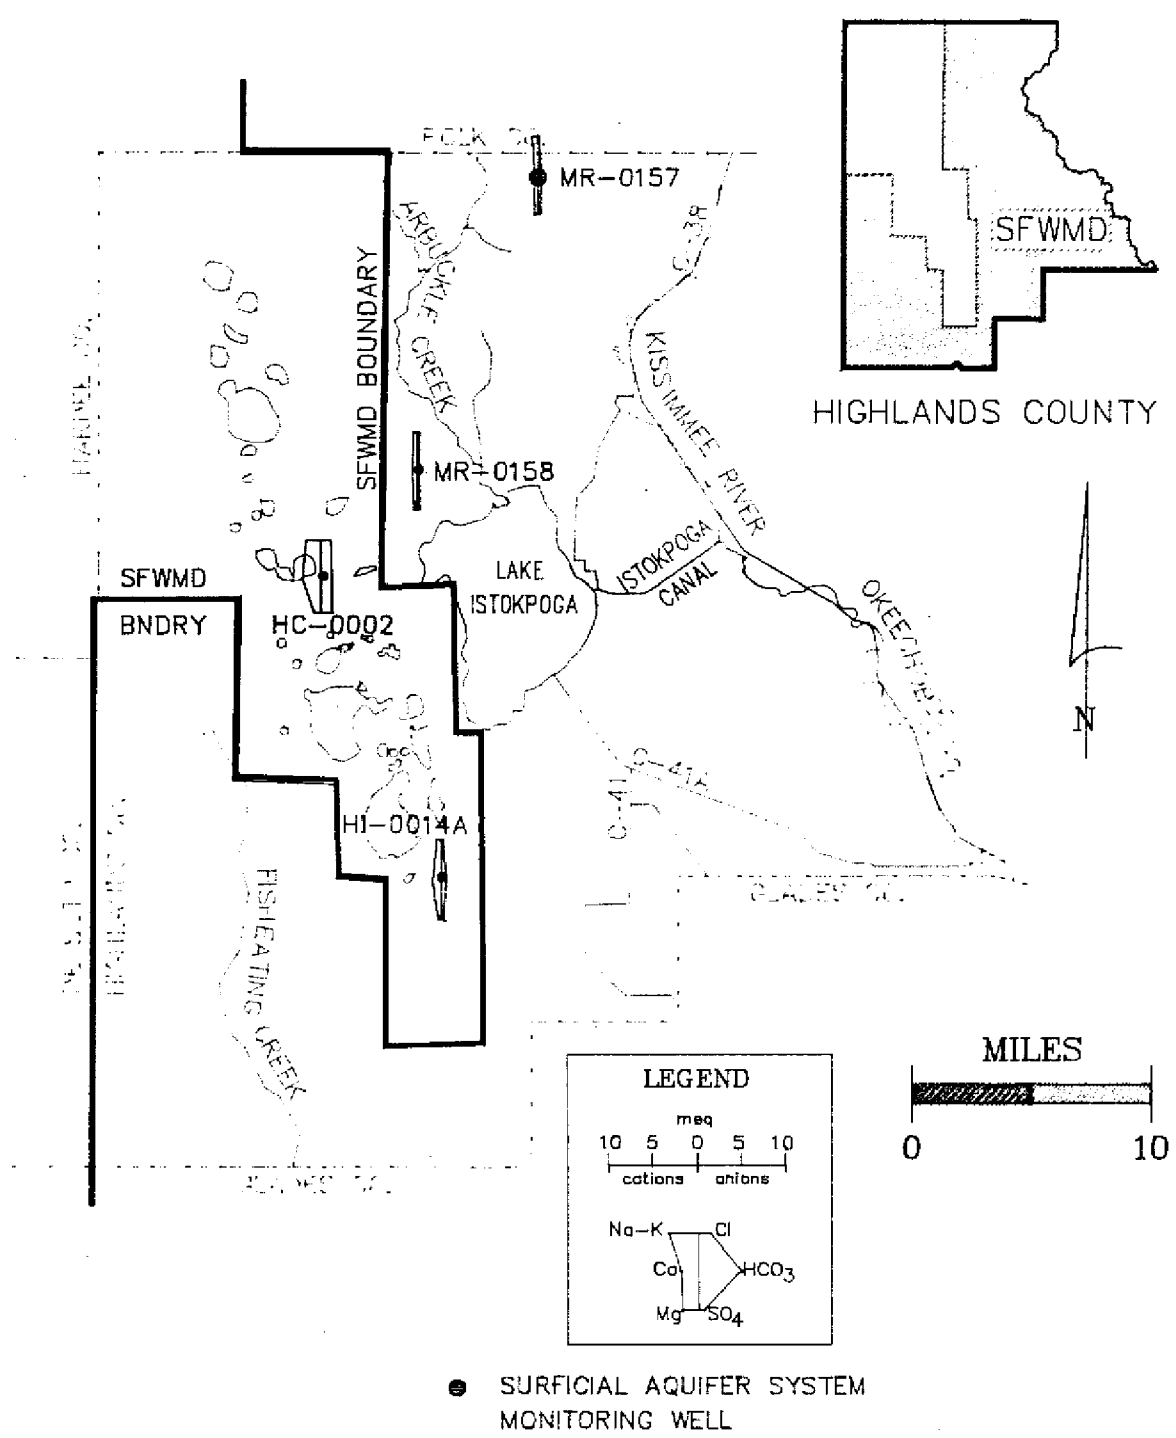 SFWMD
HIGHLANDS COUNTY
MR-0157
ARBUCKLE CREEK
C-38
SFWMD BOUNDARY
KISSIMMEE RIVER
MR-0158
LAKE
ISTOKPOGA
ISTOKPOGA
CANAL
SFWMD
BNDRY
HC-0002
N
C-41A
C-41
HI-0014A
FISHEATING CREEK
GLADES CO.
MILES
0 10
LEGEND
meq
10 5 0 5 10
cations anions
Na-K Cl
Ca HCO3
Mg SO4
SURFICIAL AQUIFER SYSTEM
MONITORING WELL